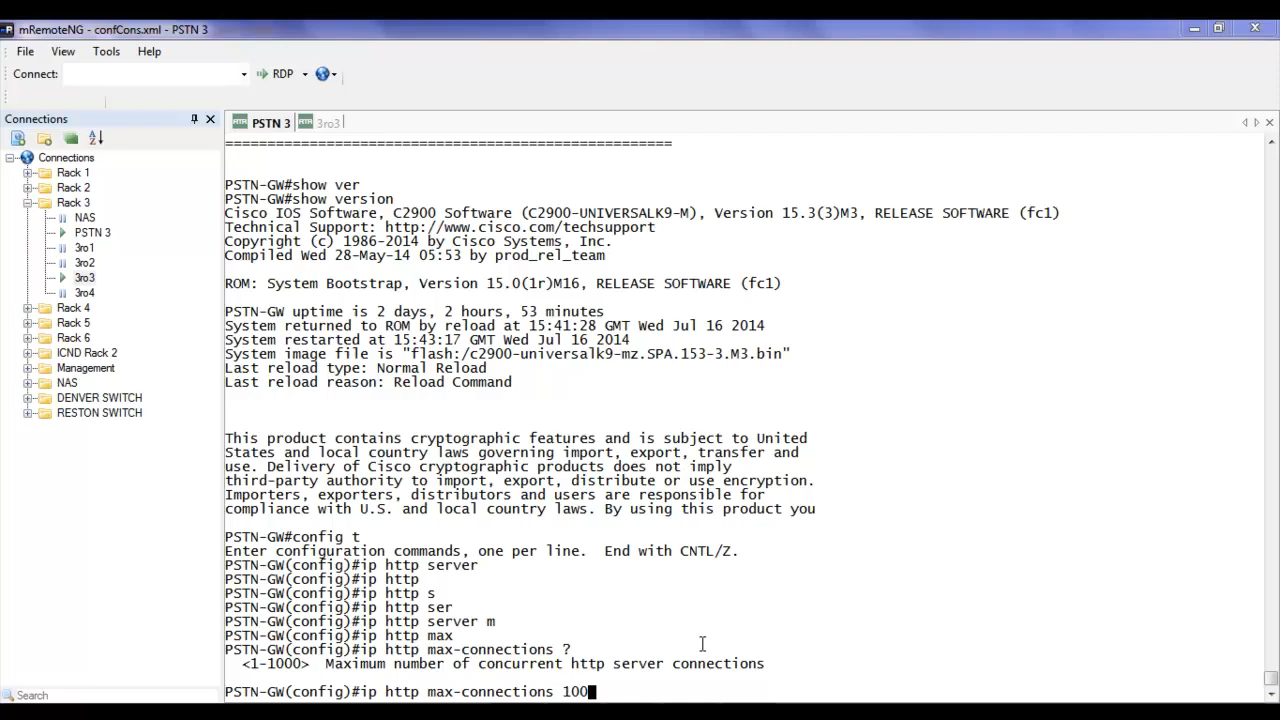 mRemoteNG - confCons.xml - PSTN 3
File View Tools Help
Connect: RDP
Connections
PSTN 3 3ro3
Connections
Rack 1
Rack 2
Rack 3
NAS
PSTN 3
3ro1
3ro2
3ro3
3ro4
Rack 4
Rack 5
Rack 6
ICND Rack 2
Management
NAS
DENVER SWITCH
RESTON SWITCH
Search
=====================================================
PSTN-GW#show ver
PSTN-GW#show version
Cisco IOS Software, C2900 Software (C2900-UNIVERSALK9-M), Version 15.3(3)M3, RELEASE SOFTWARE (fc1)
Technical Support: http://www.cisco.com/techsupport
Copyright (c) 1986-2014 by Cisco Systems, Inc.
Compiled Wed 28-May-14 05:53 by prod_rel_team
ROM: System Bootstrap, Version 15.0(1r)M16, RELEASE SOFTWARE (fc1)
PSTN-GW uptime is 2 days, 2 hours, 53 minutes
System returned to ROM by reload at 15:41:28 GMT Wed Jul 16 2014
System restarted at 15:43:17 GMT Wed Jul 16 2014
System image file is "flash:/c2900-universalk9-mz.SPA.153-3.M3.bin"
Last reload type: Normal Reload
Last reload reason: Reload Command
This product contains cryptographic features and is subject to United
States and local country laws governing import, export, transfer and
use. Delivery of Cisco cryptographic products does not imply
third-party authority to import, export, distribute or use encryption.
Importers, exporters, distributors and users are responsible for
compliance with U.S. and local country laws. By using this product you
PSTN-GW#config t
Enter configuration commands, one per line.  End with CNTL/Z.
PSTN-GW(config)#ip http server
PSTN-GW(config)#ip http
PSTN-GW(config)#ip http s
PSTN-GW(config)#ip http ser
PSTN-GW(config)#ip http server m
PSTN-GW(config)#ip http max
PSTN-GW(config)#ip http max-connections ?
<1-1000>  Maximum number of concurrent http server connections
PSTN-GW(config)#ip http max-connections 100